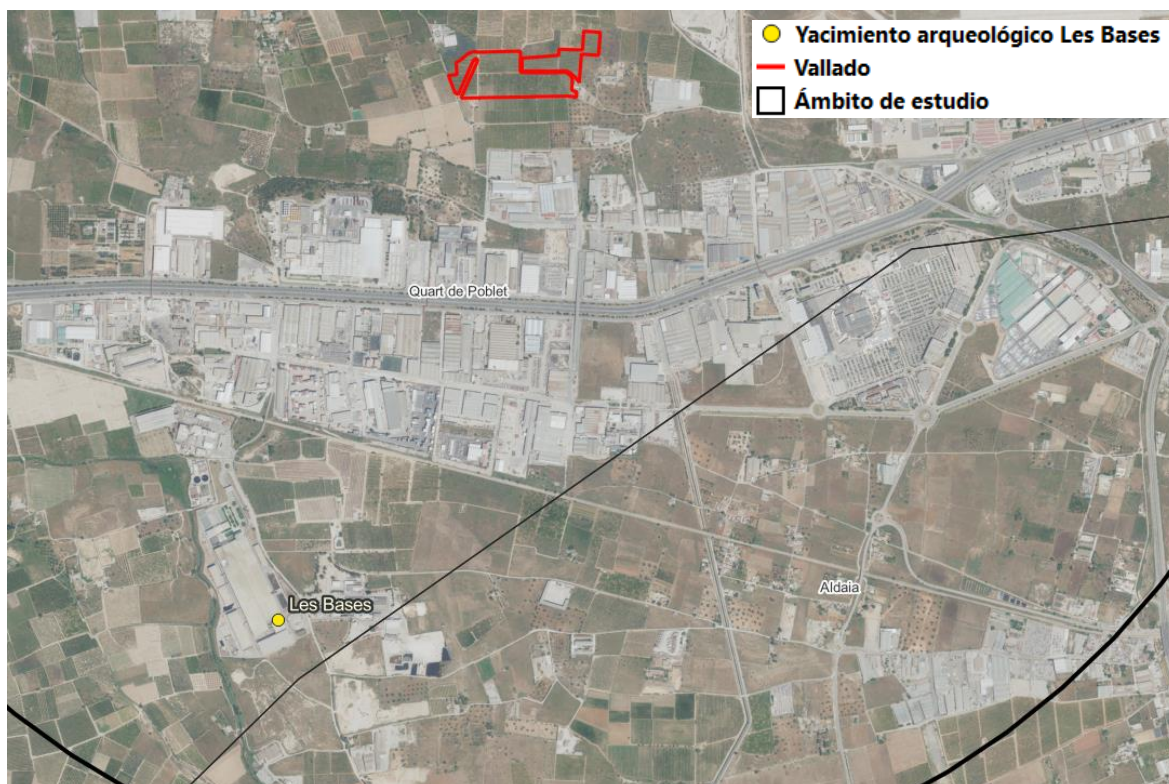 Yacimiento arqueológico Les Bases
Vallado
Ámbito de estudio
Quart de Poblet
Aldaia
Les Bases